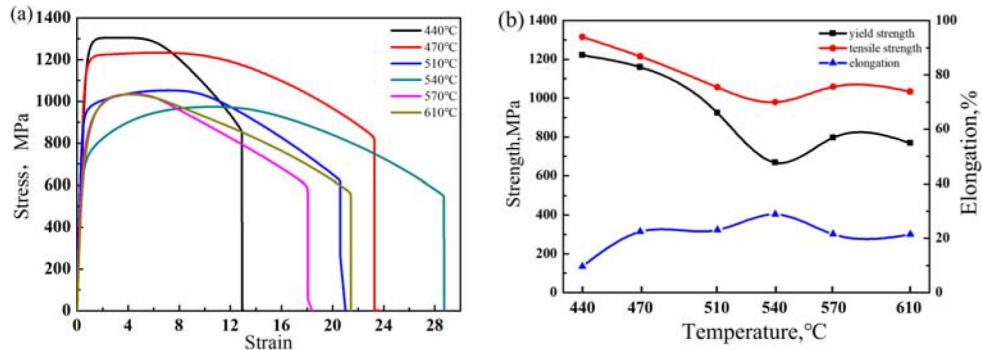 (a)
1400
1200
1000
800
600
400
200
0
Stress, MPa
0 4 8 12 16 20 24 28
Strain
440℃
470℃
510℃
540℃
570℃
610℃
(b)
1400
1200
1000
800
600
400
200
0
Strength,MPa
440 470 510 540 570 610
Temperature,℃
yield strength
tensile strength
elongation
100
80
60
40
20
0
Elongation,%